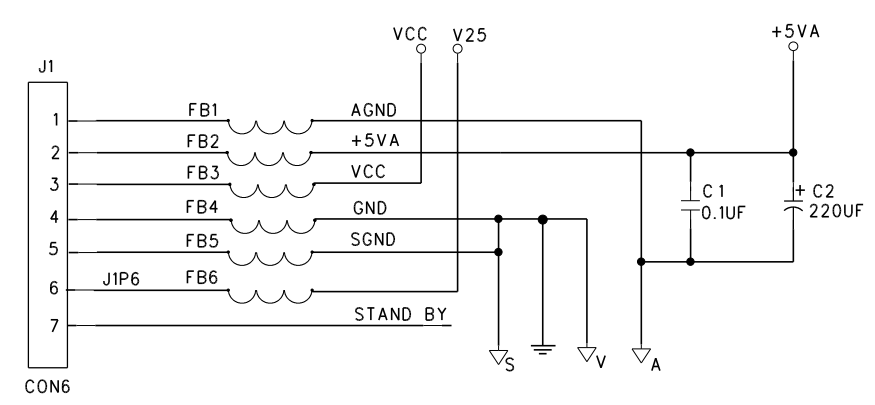 VCC V25 +5VA
J1
1 FB1 AGND
2 FB2 +5VA
3 FB3 VCC
+ C2
C1
4 FB4 GND
0.1UF 220UF
5 FB5 SGND
6 J1P6 FB6
7 STAND BY
S V A
CON6